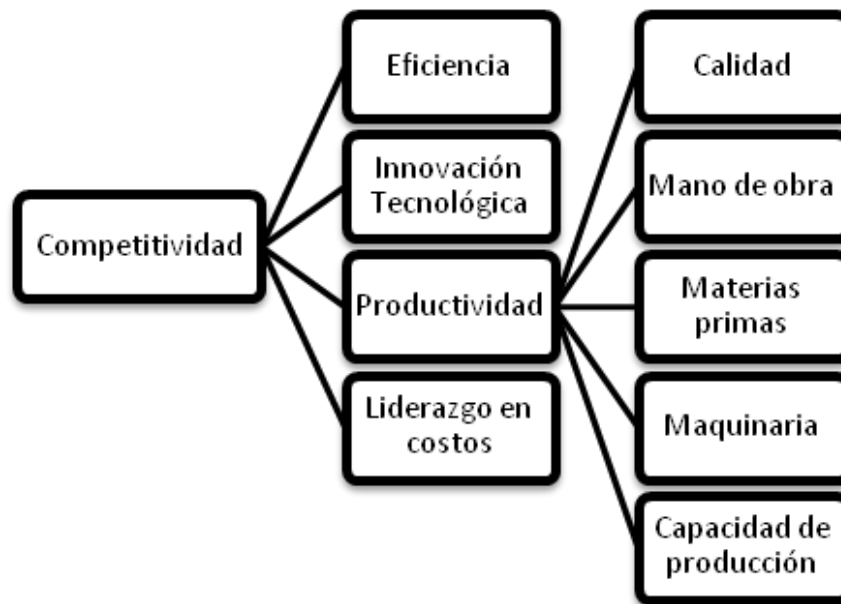 Competitividad
Eficiencia
Innovación
Tecnológica
Productividad
Liderazgo en
costos
Calidad
Mano de obra
Materias
primas
Maquinaria
Capacidad de
producción